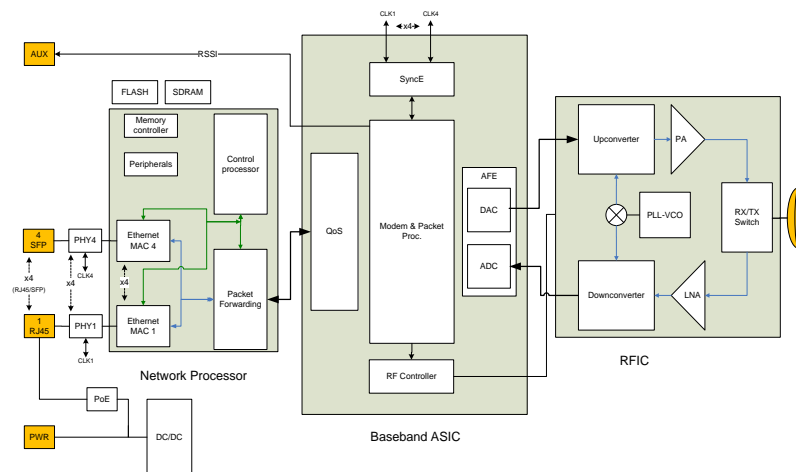 CLK1
x4
CLK4
AUX
RSSI
SyncE
FLASH
SDRAM
Memory
controller
Peripherals
Control
processor
Upconverter
PA
AFE
DAC
ADC
Modem & Packet
Proc.
QoS
PLL-VCO
RX/TX
Switch
4
SFP
PHY4
Ethernet
MAC 4
CLK4
x4
(RJ45/SFP)
x4
x4
Packet
Forwarding
Downconverter
LNA
1
RJ45
PHY1
Ethernet
MAC 1
CLK1
RF Controller
Network Processor
RFIC
PoE
PWR
DC/DC
Baseband ASIC